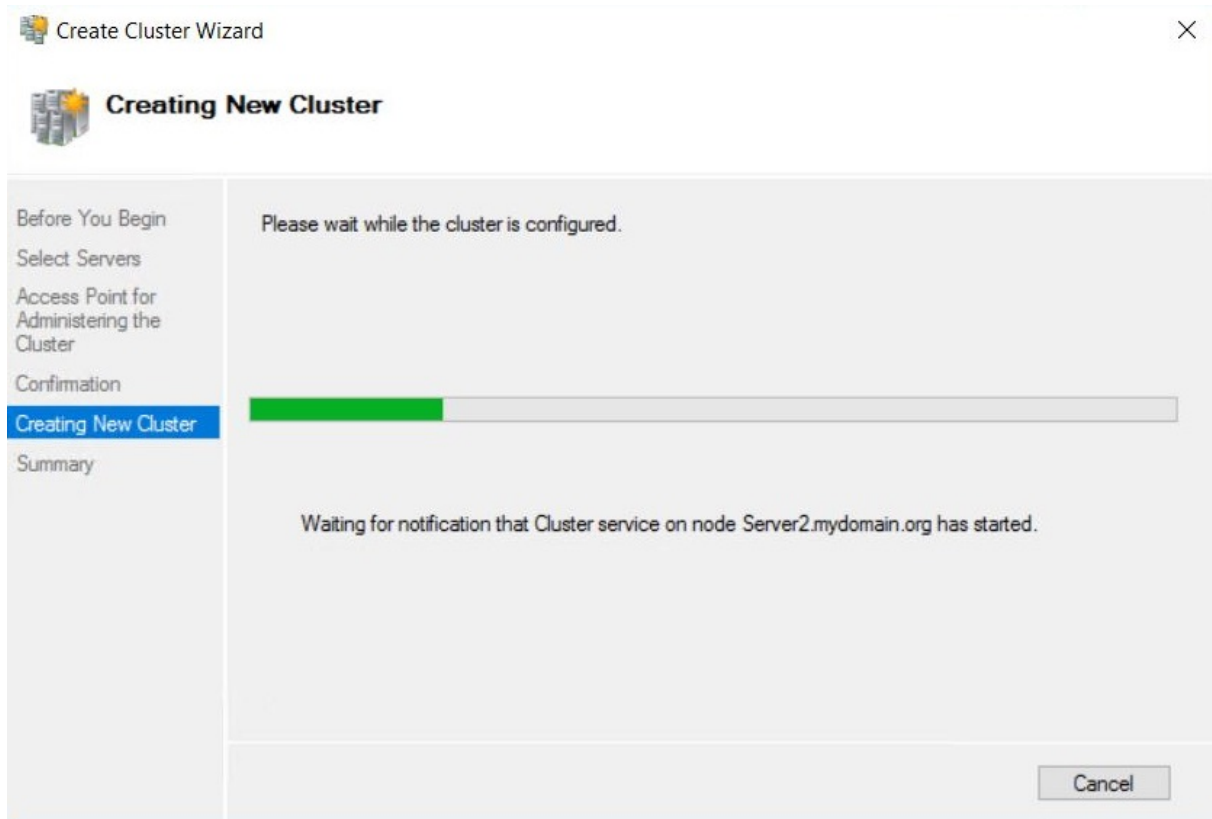 Create Cluster Wizard
Creating New Cluster
Before You Begin
Select Servers
Access Point for
Administering the
Cluster
Confirmation
Creating New Cluster
Summary
Please wait while the cluster is configured.
Waiting for notification that Cluster service on node Server2.mydomain.org has started.
Cancel